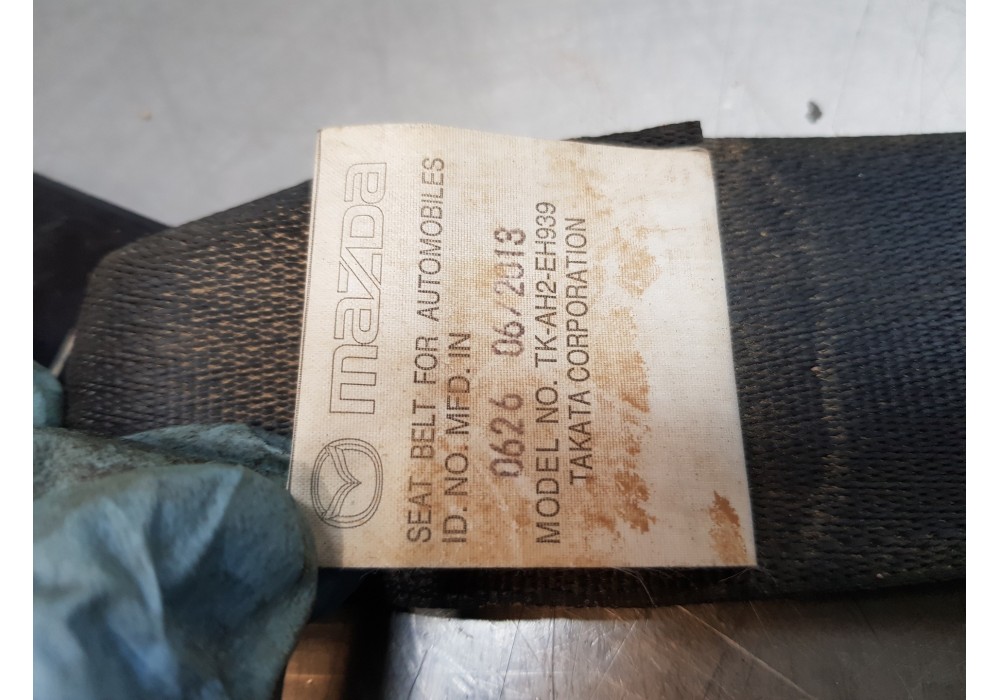 mazda
SEAT BELT FOR AUTOMOBILES
ID. NO. MFD. IN
0626 06/2013
MODEL NO. TK-AH2-EH939
TAKATA CORPORATION